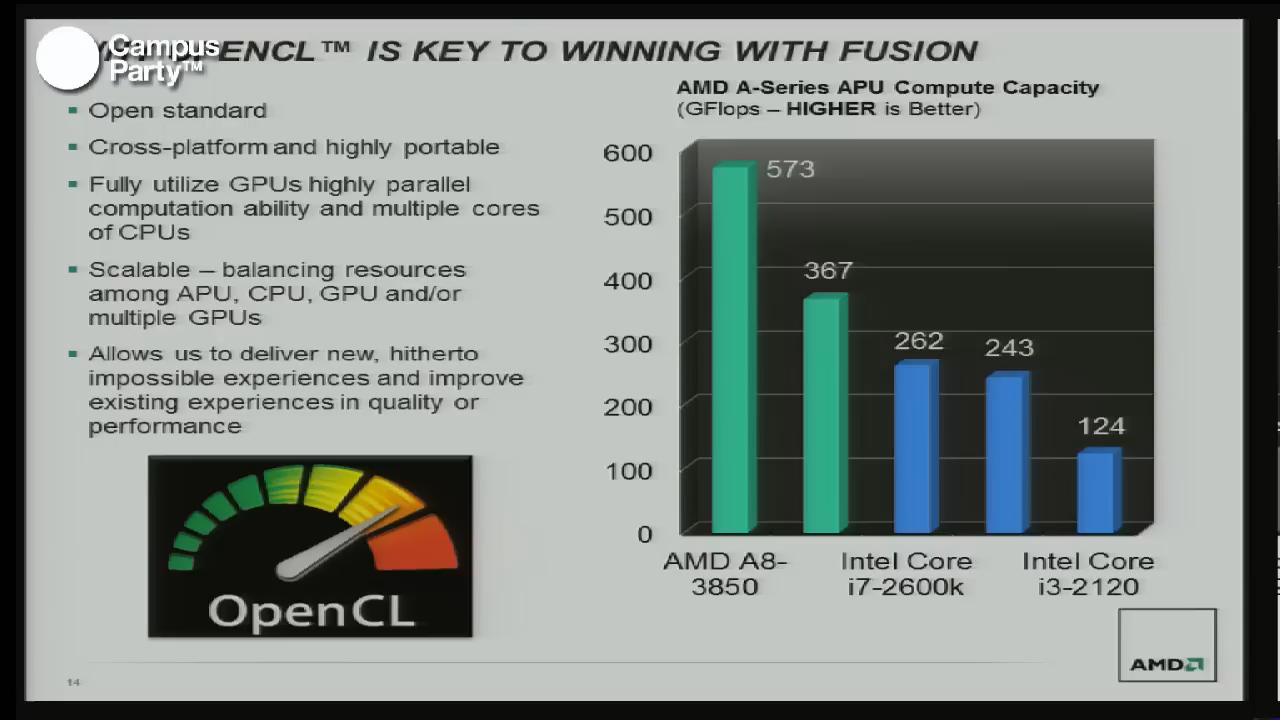 Campus
Party™
OPENCL™ IS KEY TO WINNING WITH FUSION
▪ Open standard
▪ Cross-platform and highly portable
▪ Fully utilize GPUs highly parallel
computation ability and multiple cores
of CPUs
▪ Scalable – balancing resources
among APU, CPU, GPU and/or
multiple GPUs
▪ Allows us to deliver new, hitherto
impossible experiences and improve
existing experiences in quality or
performance
OpenCL
AMD A-Series APU Compute Capacity
(GFlops – HIGHER is Better)
600
500
400
300
200
100
0
573
367
262
243
124
AMD A8-
3850
Intel Core
i7-2600k
Intel Core
i3-2120
AMD
14